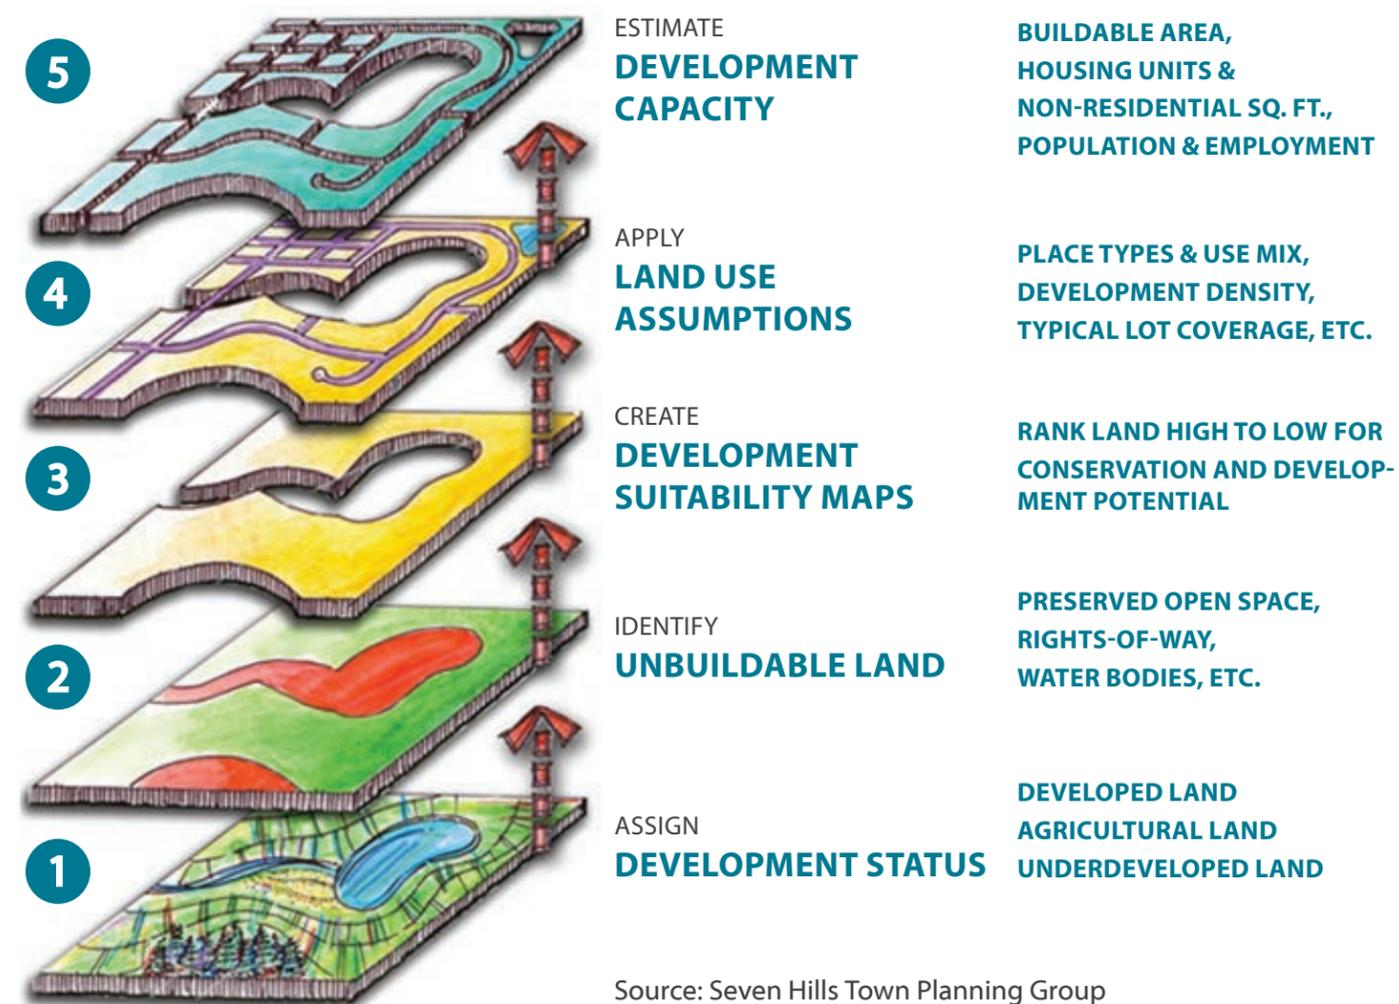 5
ESTIMATE
DEVELOPMENT
CAPACITY
BUILDABLE AREA,
HOUSING UNITS &
NON-RESIDENTIAL SQ. FT.,
POPULATION & EMPLOYMENT
4
APPLY
LAND USE
ASSUMPTIONS
PLACE TYPES & USE MIX,
DEVELOPMENT DENSITY,
TYPICAL LOT COVERAGE, ETC.
3
CREATE
DEVELOPMENT
SUITABILITY MAPS
RANK LAND HIGH TO LOW FOR
CONSERVATION AND DEVELOP-
MENT POTENTIAL
2
IDENTIFY
UNBUILDABLE LAND
PRESERVED OPEN SPACE,
RIGHTS-OF-WAY,
WATER BODIES, ETC.
1
ASSIGN
DEVELOPMENT STATUS
DEVELOPED LAND
AGRICULTURAL LAND
UNDERDEVELOPED LAND
Source: Seven Hills Town Planning Group